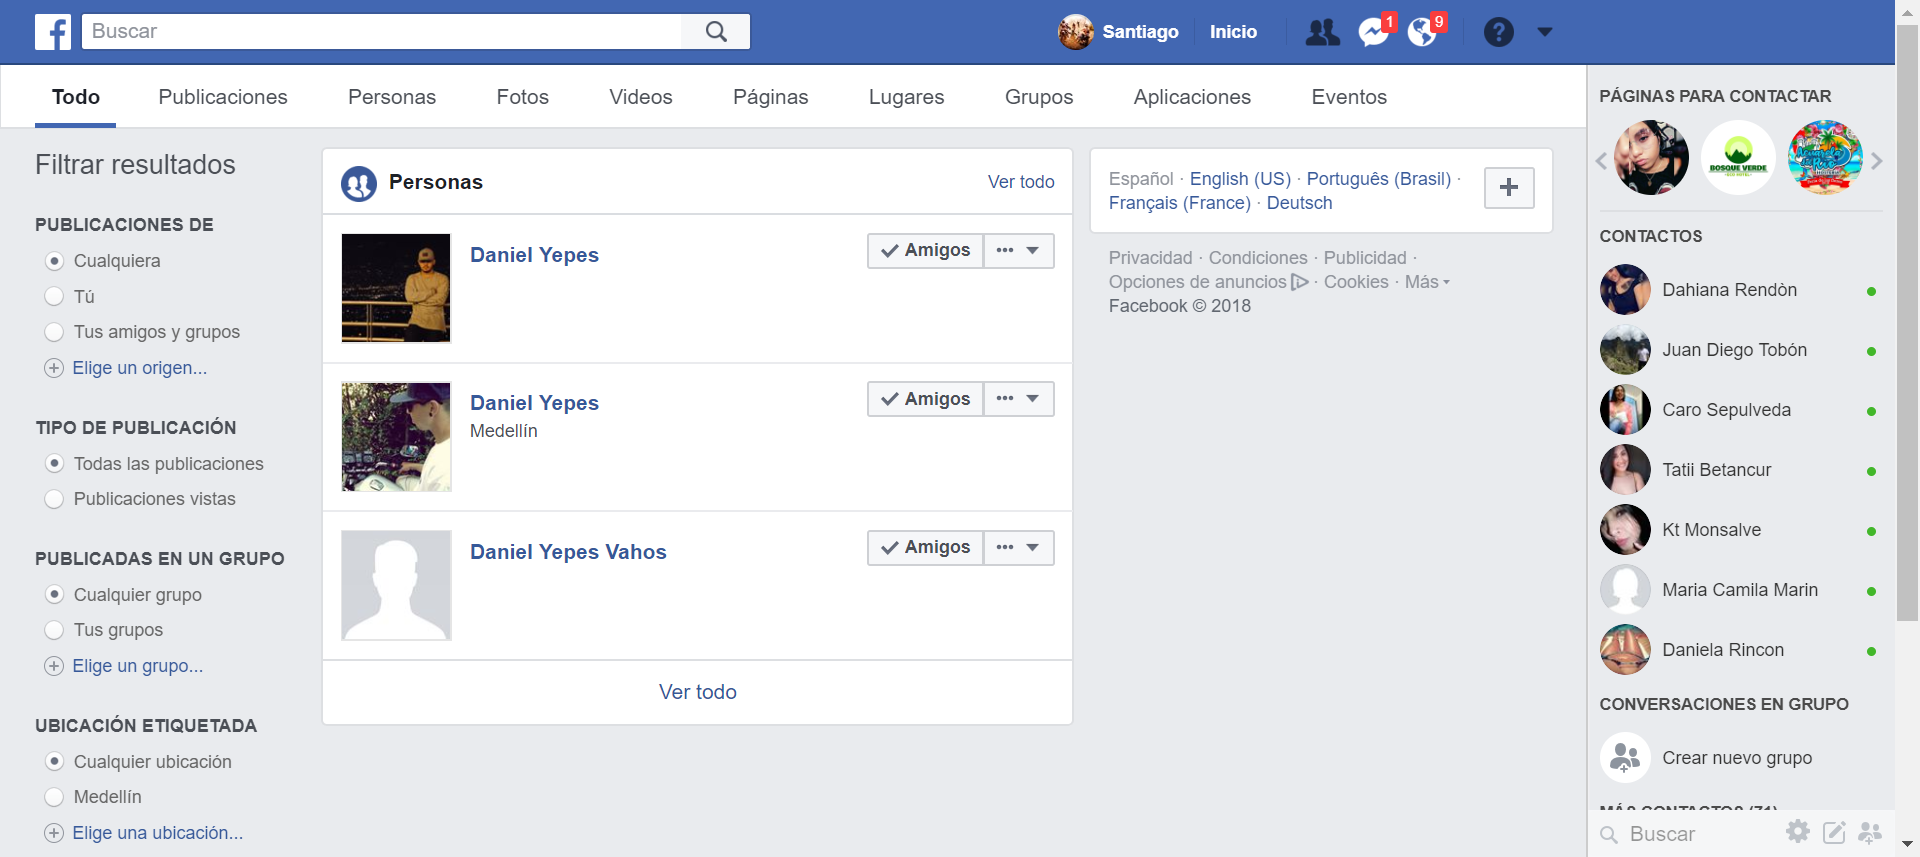 Buscar
Santiago
Inicio
1
9
Todo
Publicaciones
Personas
Fotos
Videos
Páginas
Lugares
Grupos
Aplicaciones
Eventos
Filtrar resultados
PUBLICACIONES DE
Cualquiera
Tú
Tus amigos y grupos
Elige un origen...
TIPO DE PUBLICACIÓN
Todas las publicaciones
Publicaciones vistas
PUBLICADAS EN UN GRUPO
Cualquier grupo
Tus grupos
Elige un grupo...
UBICACIÓN ETIQUETADA
Cualquier ubicación
Medellín
Elige una ubicación...
Personas
Ver todo
Daniel Yepes
Amigos
Daniel Yepes
Medellín
Amigos
Daniel Yepes Vahos
Amigos
Ver todo
Español · English (US) · Português (Brasil) ·
Français (France) · Deutsch
Privacidad · Condiciones · Publicidad ·
Opciones de anuncios · Cookies · Más
Facebook © 2018
PÁGINAS PARA CONTACTAR
BOSQUE VERDE
CONTACTOS
Dahiana Rendòn
Juan Diego Tobón
Caro Sepulveda
Tatii Betancur
Kt Monsalve
Maria Camila Marin
Daniela Rincon
CONVERSACIONES EN GRUPO
Crear nuevo grupo
MÁS CONTACTOS (71)
Buscar